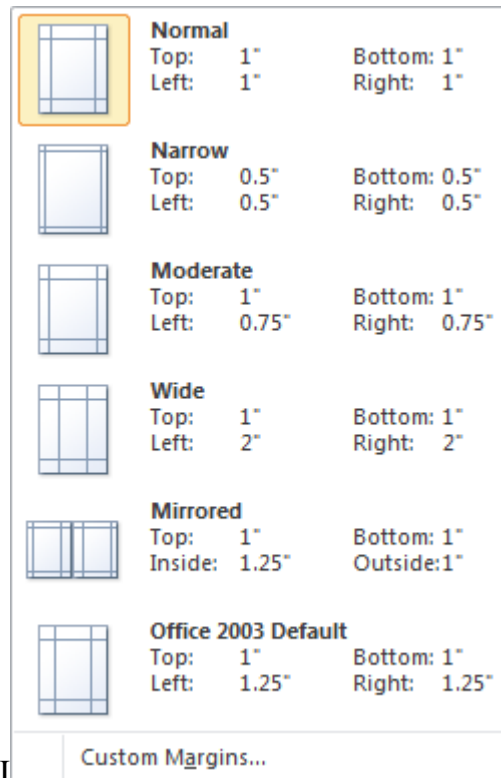 Normal
Top: 1" Bottom: 1"
Left: 1" Right: 1"
Narrow
Top: 0.5" Bottom: 0.5"
Left: 0.5" Right: 0.5"
Moderate
Top: 1" Bottom: 1"
Left: 0.75" Right: 0.75"
Wide
Top: 1" Bottom: 1"
Left: 2" Right: 2"
Mirrored
Top: 1" Bottom: 1"
Inside: 1.25" Outside:1"
Office 2003 Default
Top: 1" Bottom: 1"
Left: 1.25" Right: 1.25"
Custom Margins...